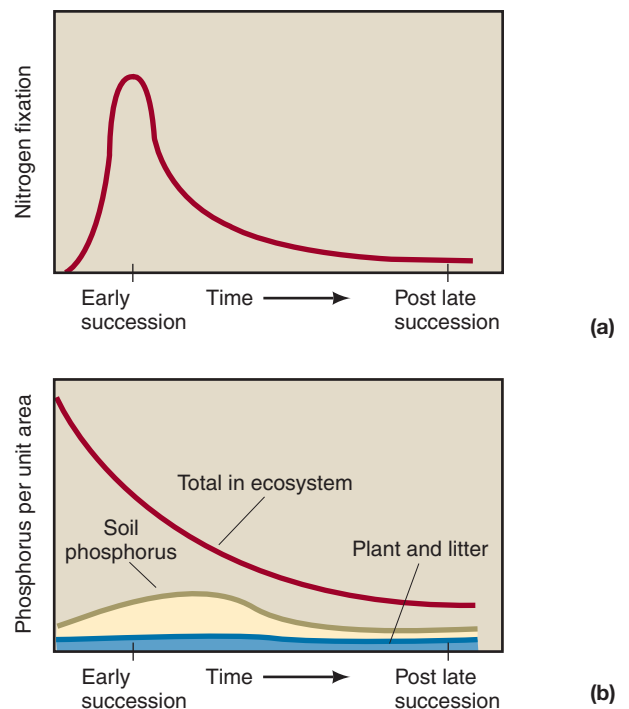 Nitrogen fixation
Early
succession
Time
Post late
succession
(a)
Phosphorus per unit area
Total in ecosystem
Soil
phosphorus
Plant and litter
Early
succession
Time
Post late
succession
(b)